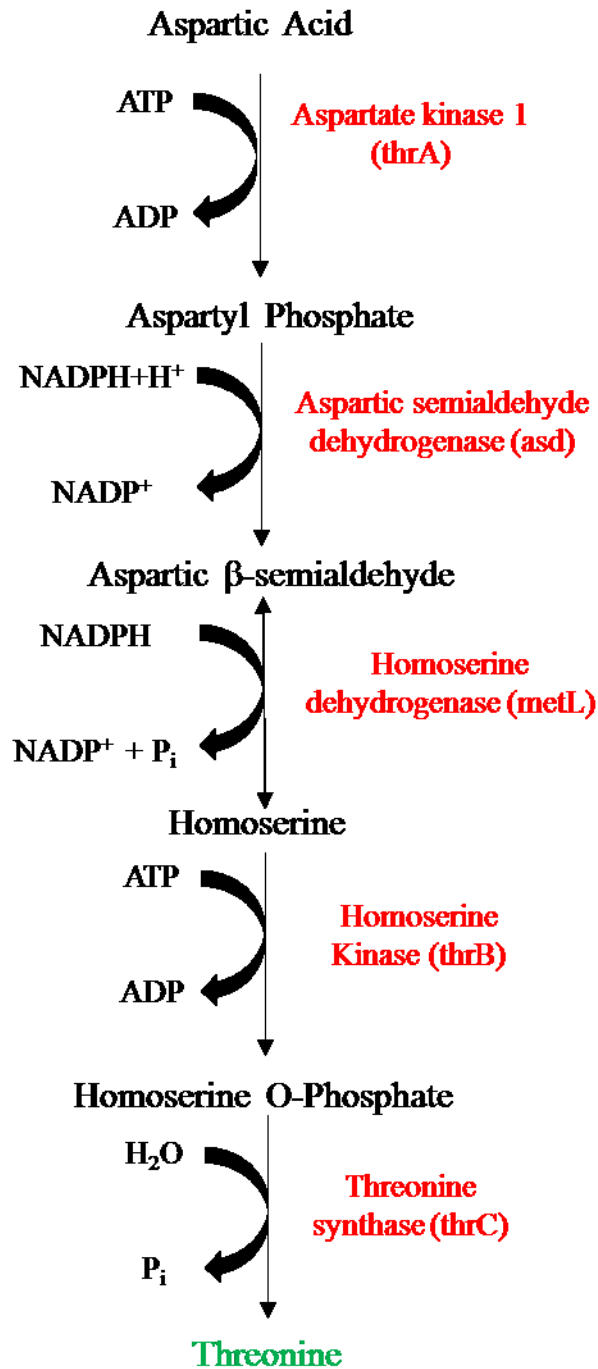 Aspartic Acid
ATP
Aspartate kinase 1
(thrA)
ADP
Aspartyl Phosphate
NADPH+H⁺
Aspartic semialdehyde
dehydrogenase (asd)
NADP⁺
Aspartic β-semialdehyde
NADPH
Homoserine
dehydrogenase (metL)
NADP⁺ + Pᵢ
Homoserine
ATP
Homoserine
Kinase (thrB)
ADP
Homoserine O-Phosphate
H₂O
Threonine
synthase (thrC)
Pᵢ
Threonine